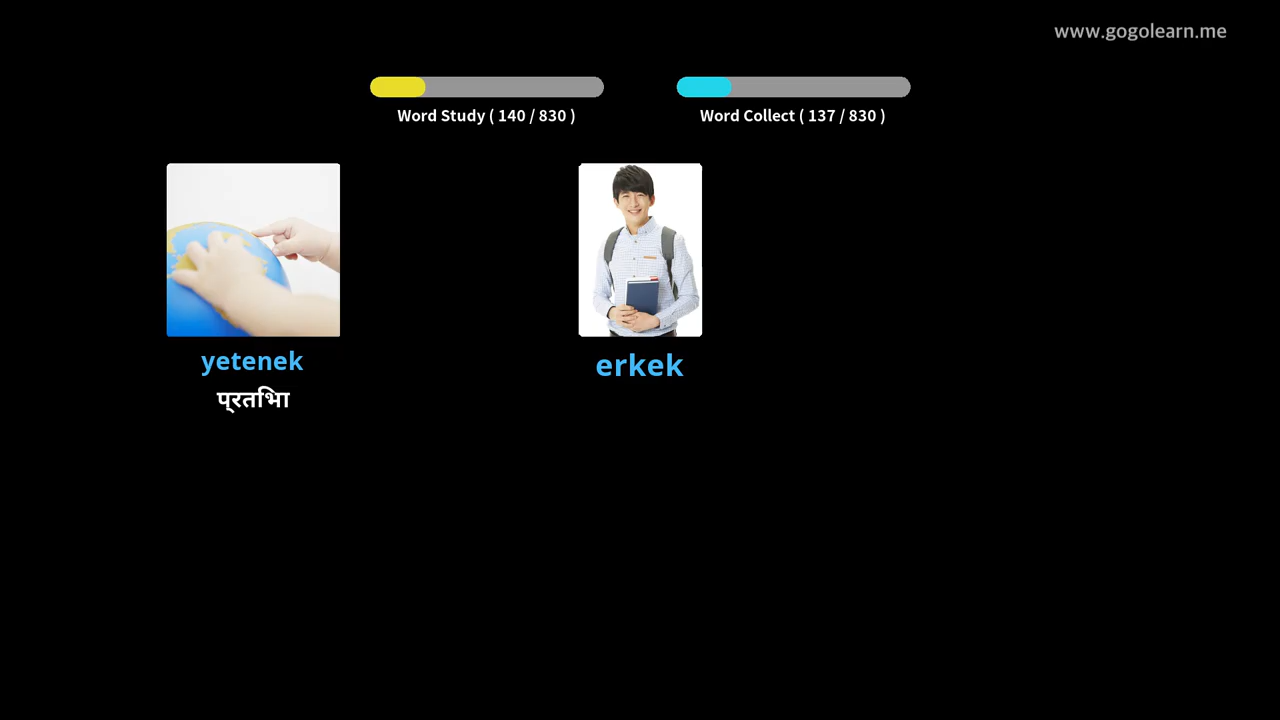 www.gogolearn.me
Word Study ( 140 / 830 )
Word Collect ( 137 / 830 )
yetenek
प्रतिभा
erkek